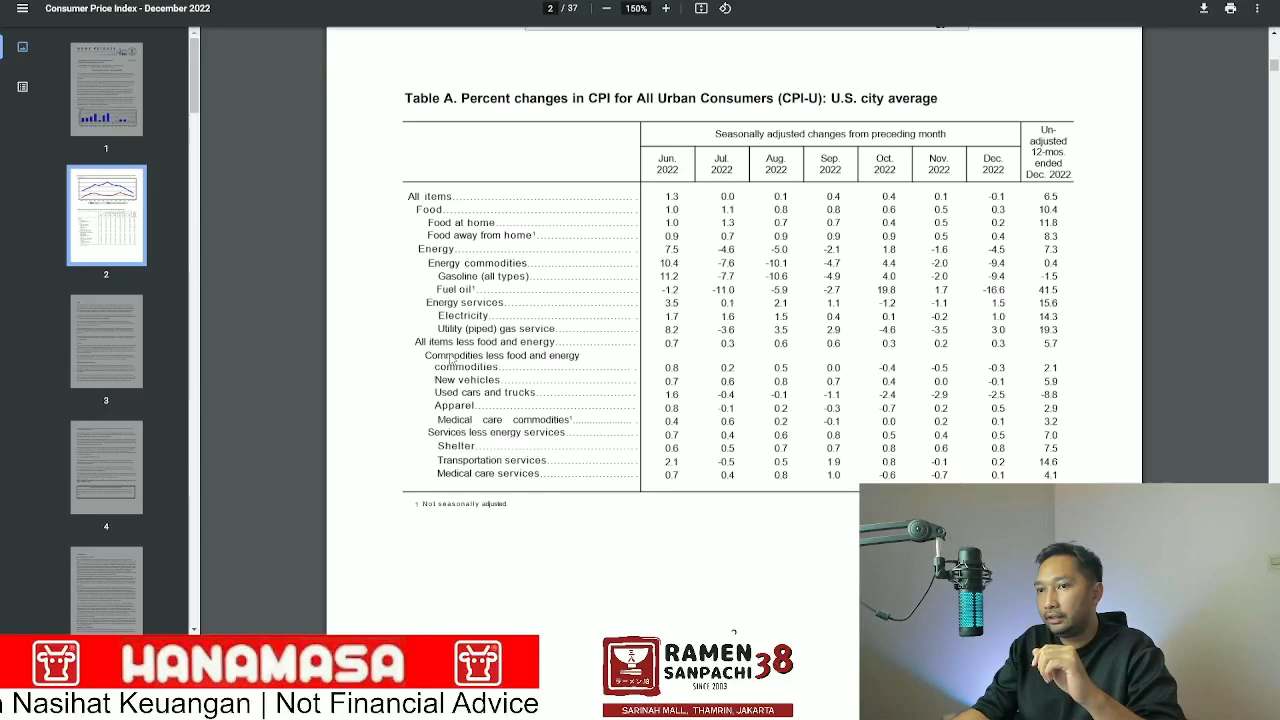 Consumer Price Index - December 2022
2 / 37
150%
Table A. Percent changes in CPI for All Urban Consumers (CPI-U): U.S. city average
Seasonally adjusted changes from preceding month
Un-adjusted 12-mos. ended Dec. 2022
Jun. 2022 Jul. 2022 Aug. 2022 Sep. 2022 Oct. 2022 Nov. 2022 Dec. 2022
All items 1.3 0.0 0.1 0.4 0.4 0.1 -0.1 6.5
Food 1.0 1.1 0.8 0.8 0.6 0.5 0.3 10.4
Food at home 1.0 1.3 0.7 0.7 0.4 0.5 0.2 11.8
Food away from home¹ 0.9 0.7 0.9 0.9 0.9 0.5 0.4 8.3
Energy 7.5 -4.6 -5.0 -2.1 1.8 -1.6 -4.5 7.3
Energy commodities 10.4 -7.6 -10.1 -4.7 4.4 -2.0 -9.4 0.4
Gasoline (all types) 11.2 -7.7 -10.6 -4.9 4.0 -2.0 -9.4 -1.5
Fuel oil¹ -1.2 -11.0 -5.9 -2.7 19.8 1.7 -16.6 41.5
Energy services 3.5 0.1 2.1 1.1 -1.2 -1.1 1.5 15.6
Electricity 1.7 1.6 1.5 0.4 0.1 -0.2 1.0 14.3
Utility (piped) gas service 8.2 -3.6 3.5 2.9 -4.6 -3.5 3.0 19.3
All items less food and energy 0.7 0.3 0.6 0.6 0.3 0.2 0.3 5.7
Commodities less food and energy
commodities 0.8 0.2 0.5 0.0 -0.4 -0.5 -0.3 2.1
New vehicles 0.7 0.6 0.8 0.7 0.4 0.0 -0.1 5.9
Used cars and trucks 1.6 -0.4 -0.1 -1.1 -2.4 -2.9 -2.5 -8.8
Apparel 0.8 -0.1 0.2 -0.3 -0.7 0.2 0.5 2.9
Medical care commodities¹ 0.4 0.6 0.2 -0.1 0.0 0.2 0.1 3.2
Services less energy services 0.7 0.4 0.6 0.8 0.5 0.4 0.5 7.0
Shelter 0.6 0.5 0.7 0.7 0.8 0.6 0.8 7.5
Transportation services 2.1 -0.5 0.5 1.9 0.8 -0.1 0.2 14.6
Medical care services 0.7 0.4 0.8 1.0 -0.6 -0.7 0.1 4.1
1 Not seasonally adjusted.
1
2
3
4
HANAMASA
Nasihat Keuangan | Not Financial Advice
RAMEN
SANPACHI 38
SINCE 2003
SARINAH MALL, THAMRIN, JAKARTA